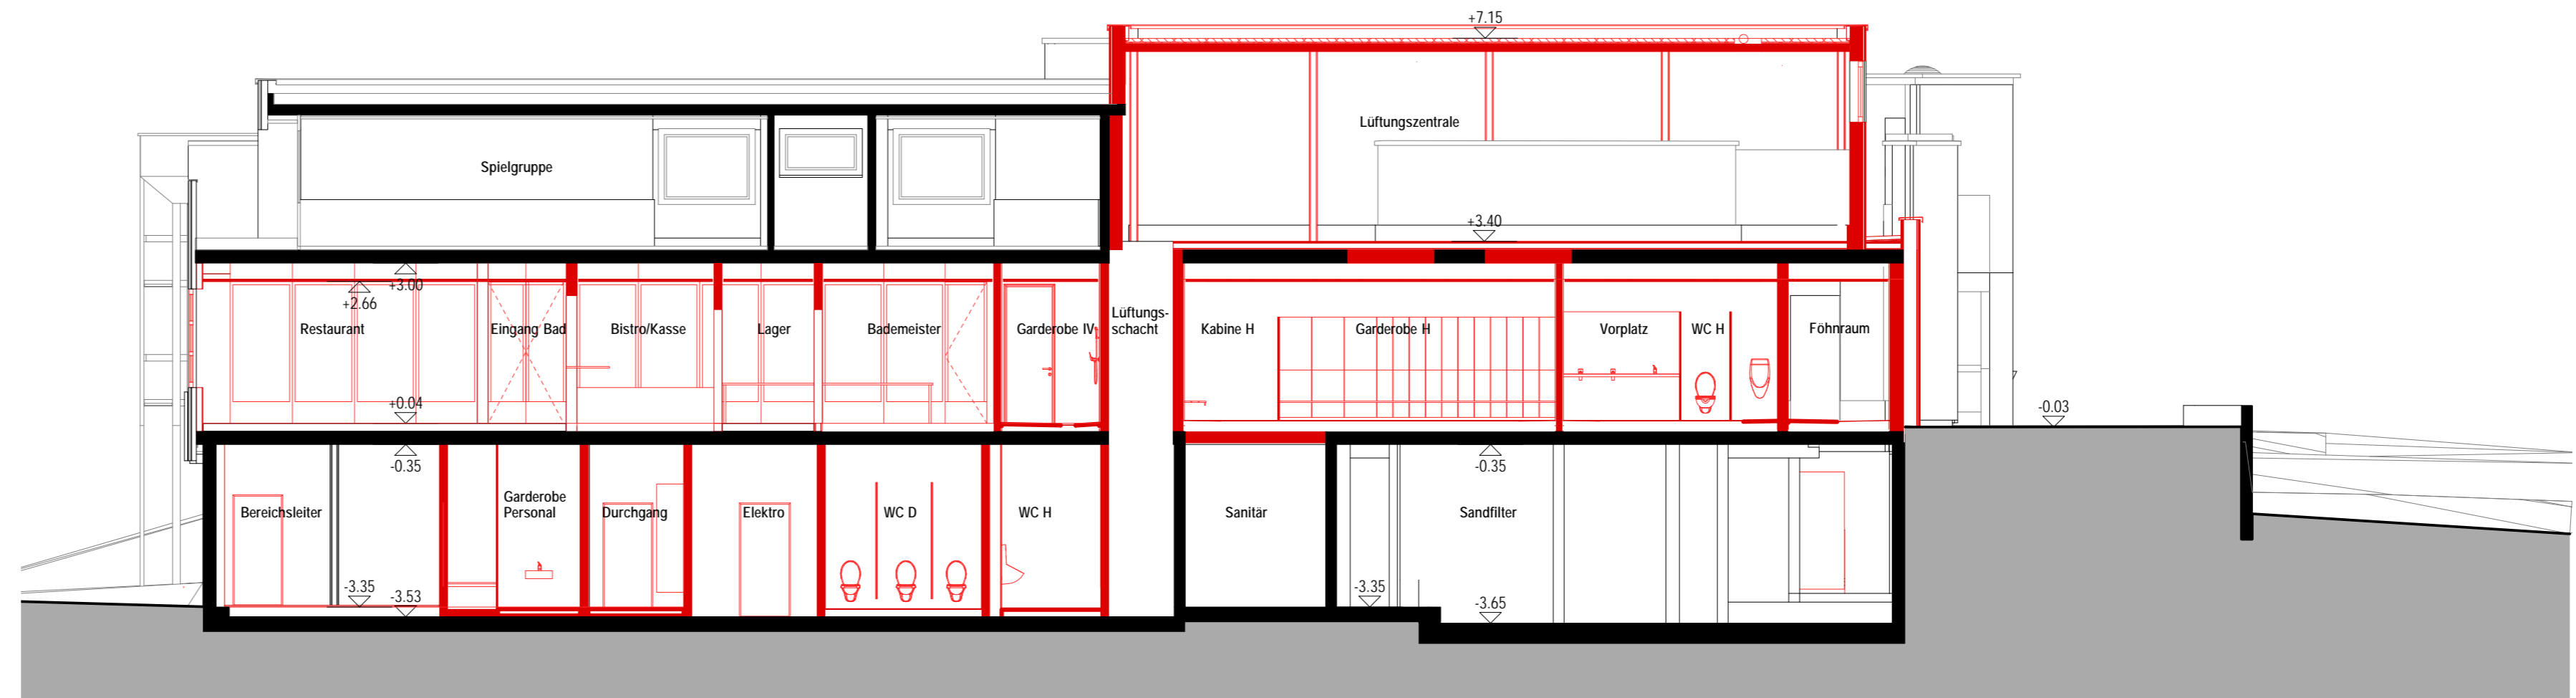 +7.15
Lüftungszentrale
Spielgruppe
+3.40
+3.00
+2.66
Restaurant
Eingang Bad
Bistro/Kasse
Lager
Bademeister
Garderobe IV
Lüftungs-
schacht
Kabine H
Garderobe H
Vorplatz
WC H
Föhnraum
+0.04
-0.03
-0.35
-0.35
Bereichsleiter
Garderobe
Personal
Durchgang
Elektro
WC D
WC H
Sanitär
Sandfilter
-3.35
-3.53
-3.35
-3.65